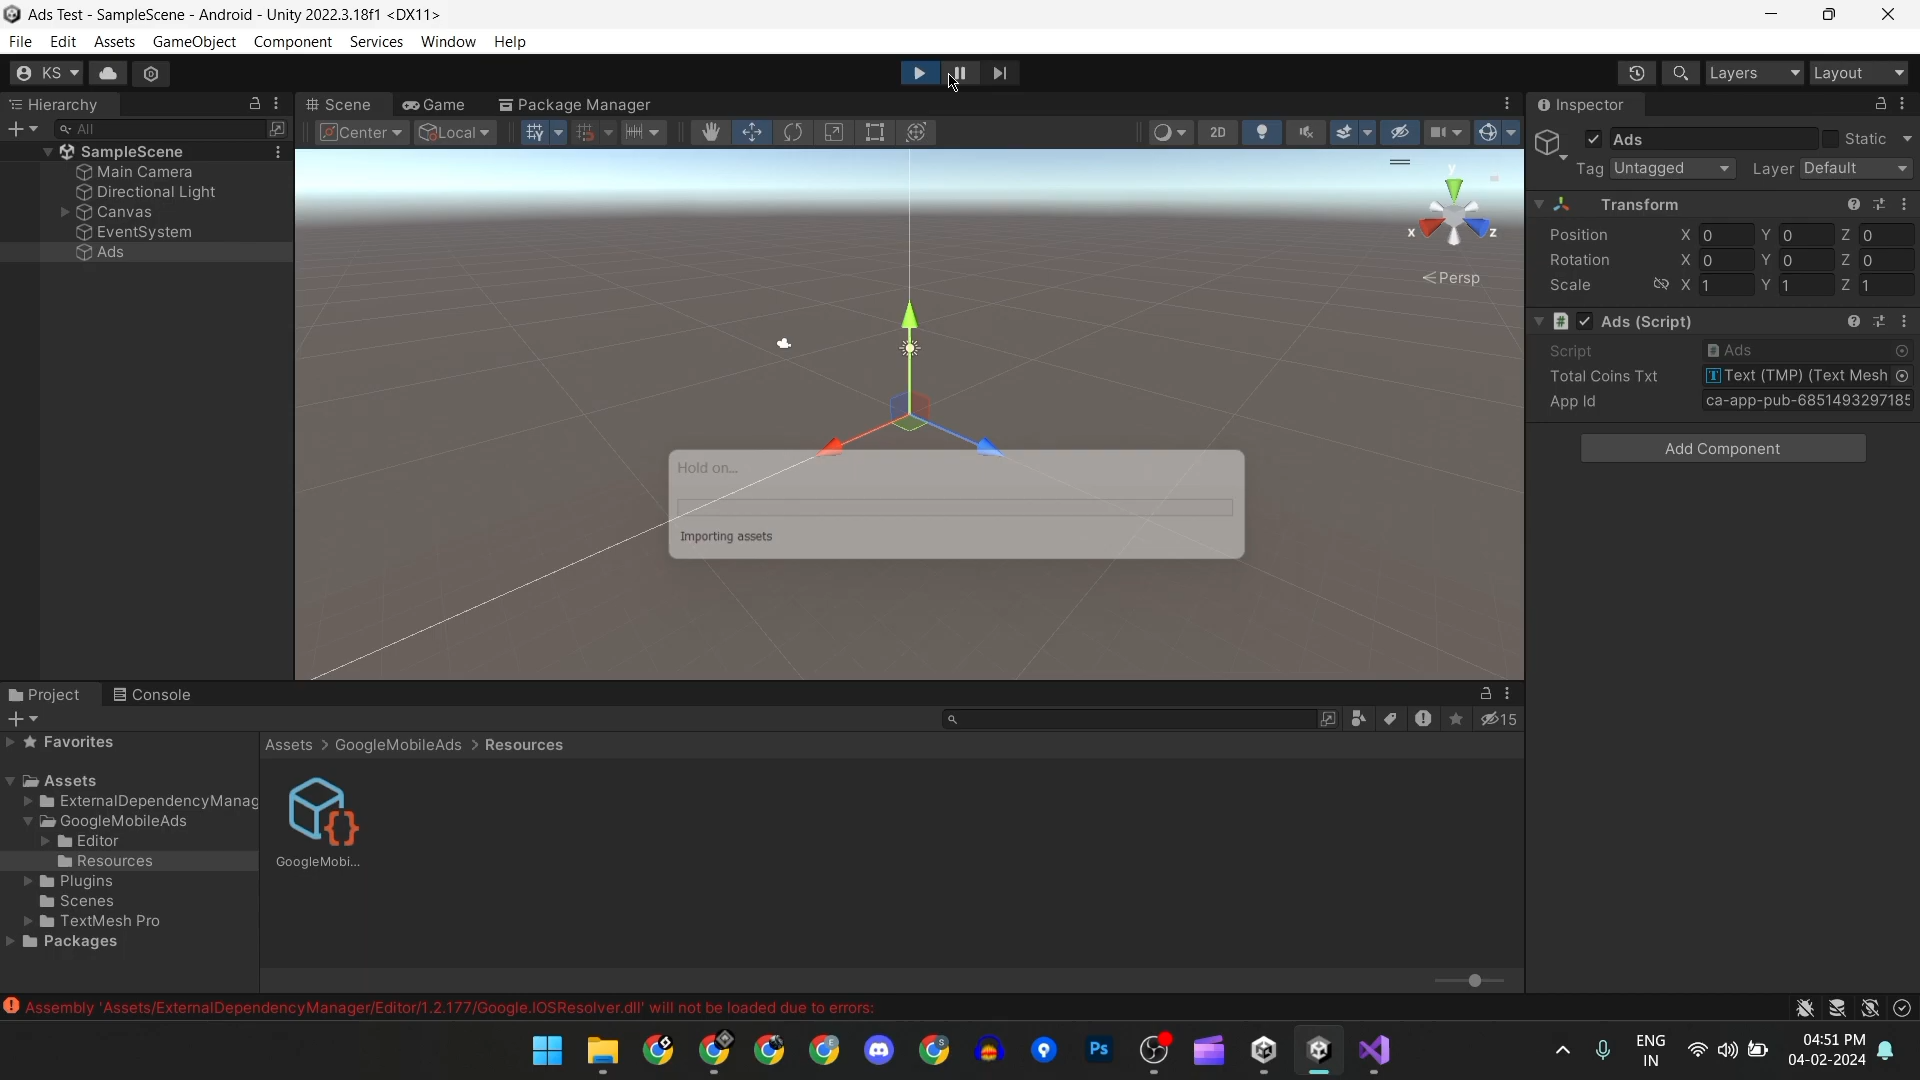 Ads Test - SampleScene - Android - Unity 2022.3.18f1 <DX11>
File Edit Assets GameObject Component Services Window Help
KS
Layers
Layout
Hierarchy
Scene
Game
Package Manager
Inspector
All
Center
Local
2D
Ads
Static
Tag Untagged Layer Default
SampleScene
Main Camera
Directional Light
Canvas
EventSystem
Ads
y
x
z
Persp
Transform
Position X 0 Y 0 Z 0
Rotation X 0 Y 0 Z 0
Scale X 1 Y 1 Z 1
Ads (Script)
Script Ads
Total Coins Txt Text (TMP) (Text Mesh
App Id ca-app-pub-685149329718
Add Component
Hold on...
Importing assets
Project
Console
15
Favorites
Assets > GoogleMobileAds > Resources
Assets
ExternalDependencyManag
GoogleMobileAds
Editor
Resources
Plugins
Scenes
TextMesh Pro
Packages
GoogleMobi...
Assembly 'Assets/ExternalDependencyManager/Editor/1.2.177/Google.IOSResolver.dll' will not be loaded due to errors:
Ps
ENG
IN
04:51 PM
04-02-2024